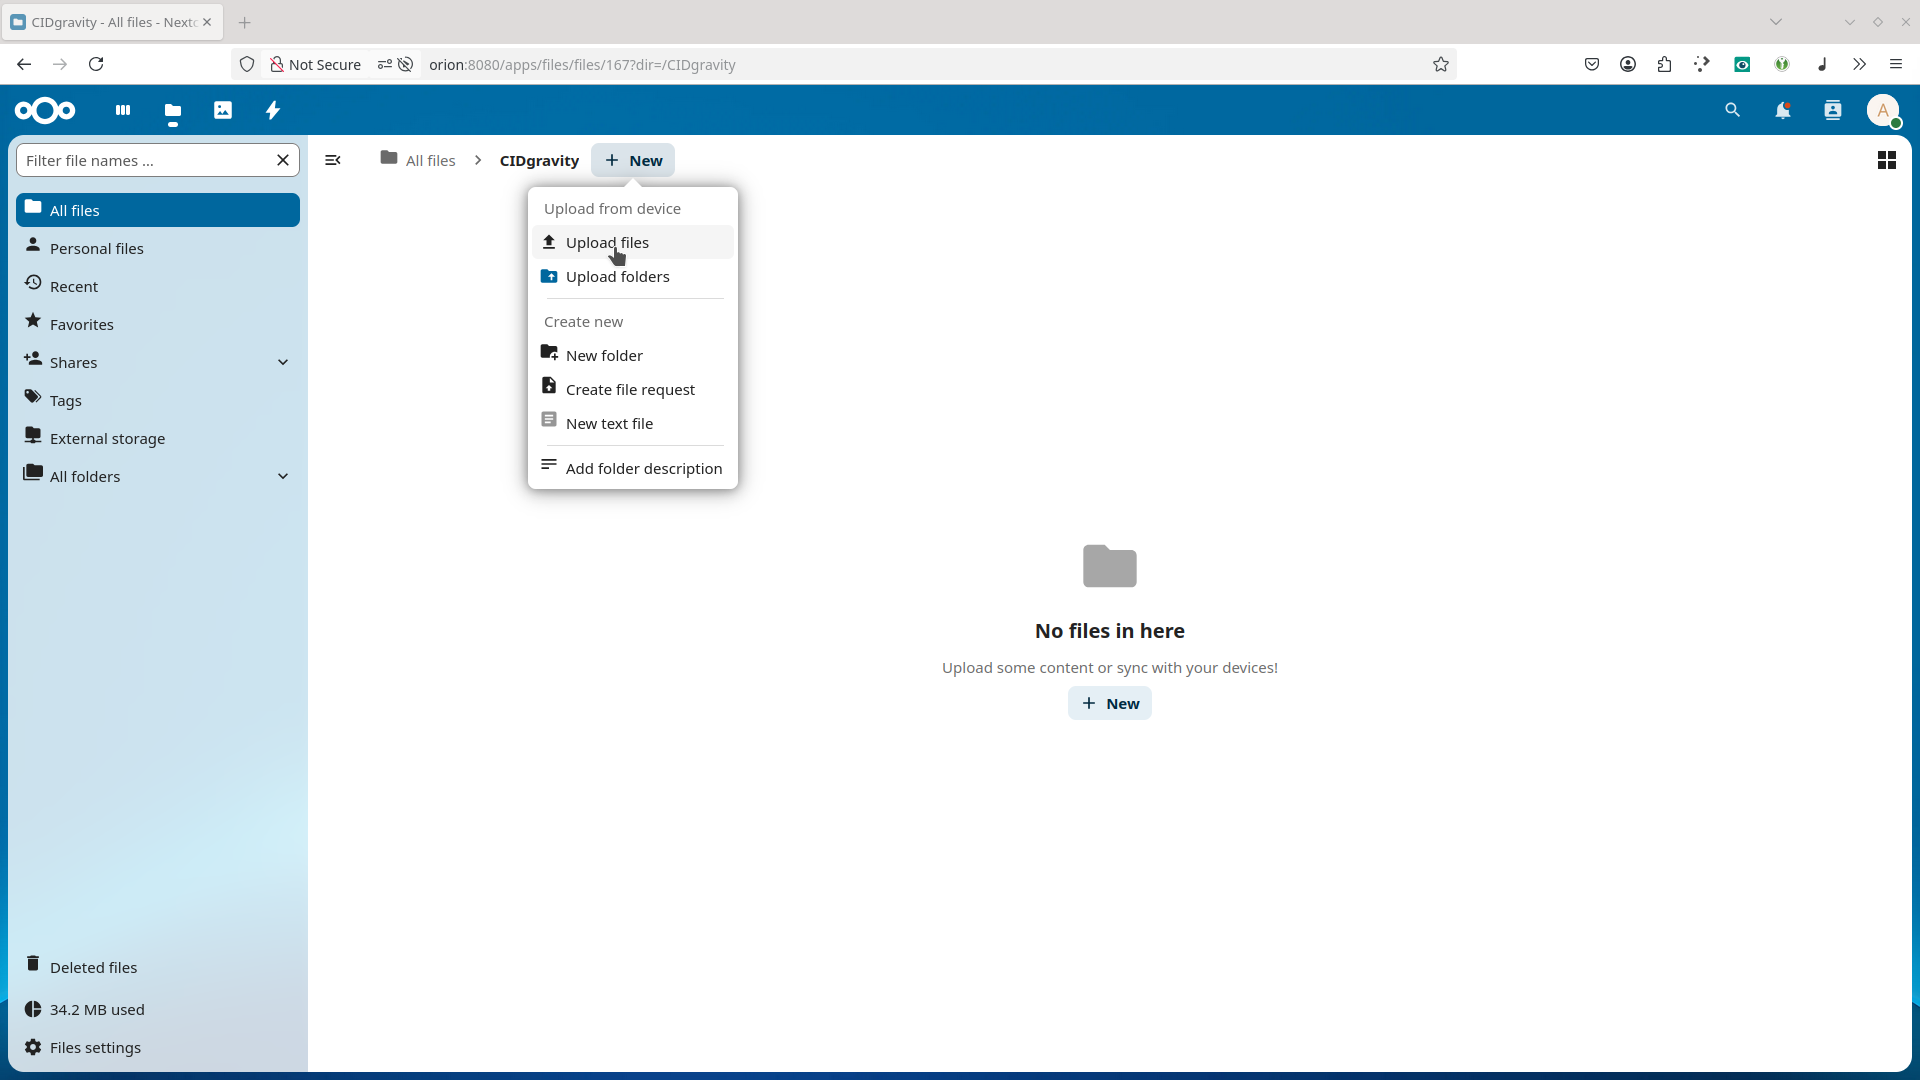 CIDgravity - All files - Nextc
Not Secure
orion:8080/apps/files/files/167?dir=/CIDgravity
A
Filter file names ...
All files
CIDgravity
New
Upload from device
Upload files
Upload folders
Create new
New folder
Create file request
New text file
Add folder description
All files
Personal files
Recent
Favorites
Shares
Tags
External storage
All folders
No files in here
Upload some content or sync with your devices!
New
Deleted files
34.2 MB used
Files settings